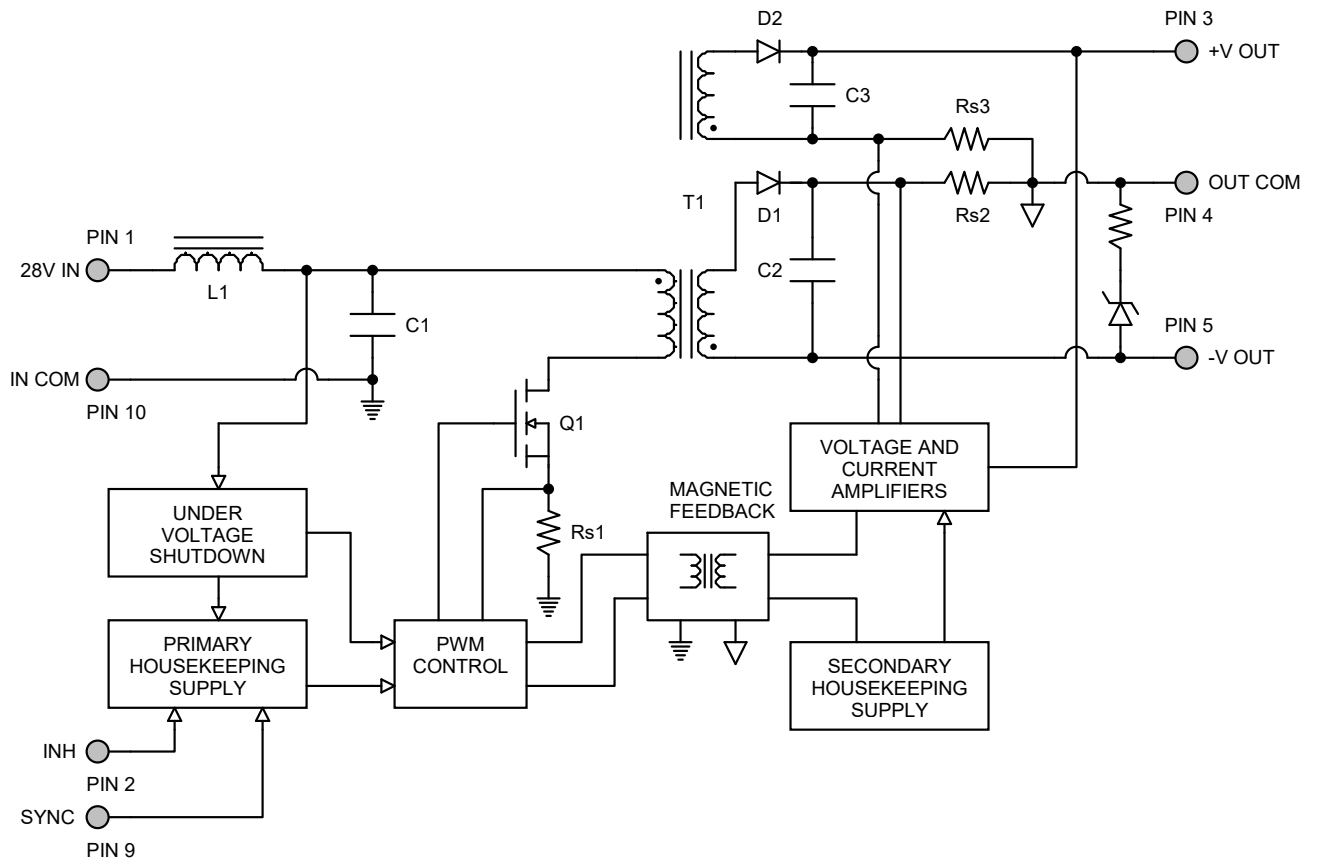 D2
PIN 3
+V OUT
C3
Rs3
T1
D1
Rs2
OUT COM
PIN 4
PIN 1
28V IN
L1
C1
C2
PIN 5
-V OUT
IN COM
PIN 10
Q1
VOLTAGE AND
CURRENT
AMPLIFIERS
MAGNETIC
FEEDBACK
UNDER
VOLTAGE
SHUTDOWN
Rs1
PRIMARY
HOUSEKEEPING
SUPPLY
PWM
CONTROL
SECONDARY
HOUSEKEEPING
SUPPLY
INH
PIN 2
SYNC
PIN 9